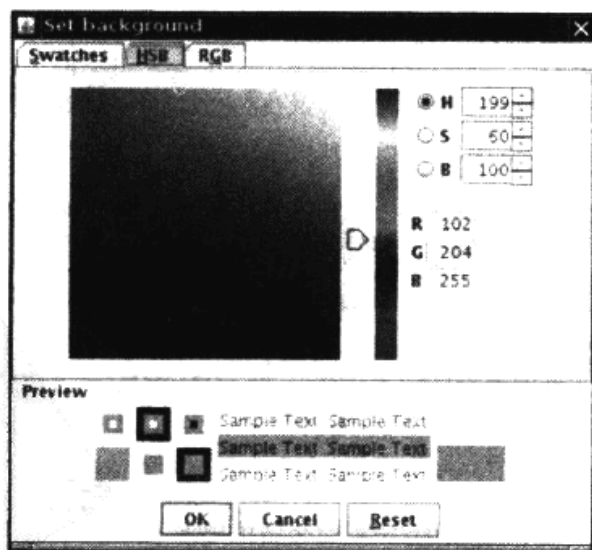 Set background
Swatches HSB RGB
H 199
S 60
B 100
R 102
G 204
B 255
Preview
Sample Text Sample Text
Sample Text Sample Text
Sample Text Sample Text
OK Cancel Reset